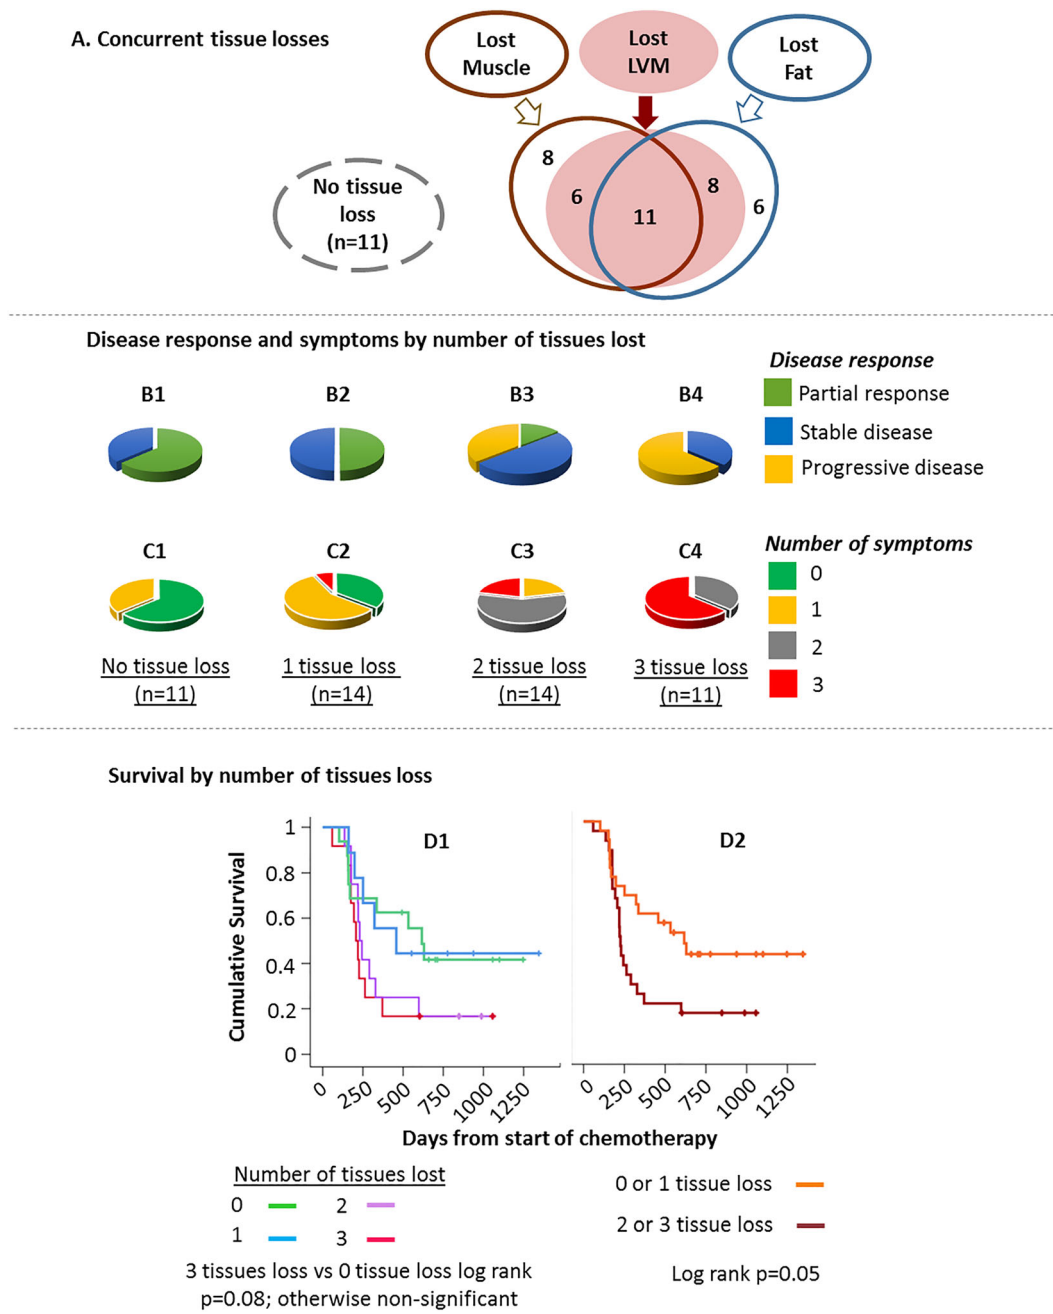 A. Concurrent tissue losses
Lost
Muscle
Lost
LVM
Lost
Fat
No tissue
loss
(n=11)
8
6
11
8
6
Disease response and symptoms by number of tissues lost
B1
B2
B3
B4
Disease response
Partial response
Stable disease
Progressive disease
C1
C2
C3
C4
Number of symptoms
0
1
2
3
No tissue loss
(n=11)
1 tissue loss
(n=14)
2 tissue loss
(n=14)
3 tissue loss
(n=11)
Survival by number of tissues loss
D1
D2
Cumulative Survival
1
0.8
0.6
0.4
0.2
0
0 250 500 750 1000 1250
0 250 500 750 1000 1250
Days from start of chemotherapy
Number of tissues lost
0 2
1 3
3 tissues loss vs 0 tissue loss log rank
p=0.08; otherwise non-significant
0 or 1 tissue loss
2 or 3 tissue loss
Log rank p=0.05